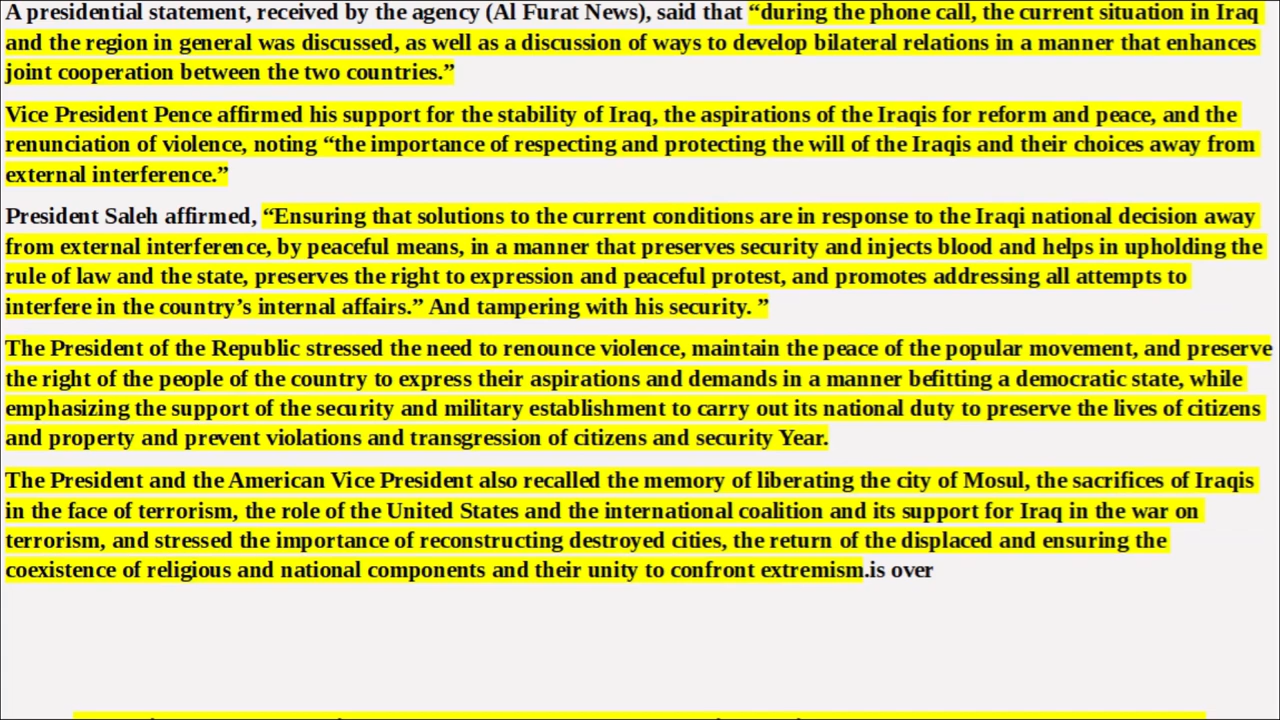 A presidential statement, received by the agency (Al Furat News), said that “during the phone call, the current situation in Iraq
and the region in general was discussed, as well as a discussion of ways to develop bilateral relations in a manner that enhances
joint cooperation between the two countries.”
Vice President Pence affirmed his support for the stability of Iraq, the aspirations of the Iraqis for reform and peace, and the
renunciation of violence, noting “the importance of respecting and protecting the will of the Iraqis and their choices away from
external interference.”
President Saleh affirmed, “Ensuring that solutions to the current conditions are in response to the Iraqi national decision away
from external interference, by peaceful means, in a manner that preserves security and injects blood and helps in upholding the
rule of law and the state, preserves the right to expression and peaceful protest, and promotes addressing all attempts to
interfere in the country’s internal affairs.” And tampering with his security. ”
The President of the Republic stressed the need to renounce violence, maintain the peace of the popular movement, and preserve
the right of the people of the country to express their aspirations and demands in a manner befitting a democratic state, while
emphasizing the support of the security and military establishment to carry out its national duty to preserve the lives of citizens
and property and prevent violations and transgression of citizens and security Year.
The President and the American Vice President also recalled the memory of liberating the city of Mosul, the sacrifices of Iraqis
in the face of terrorism, the role of the United States and the international coalition and its support for Iraq in the war on
terrorism, and stressed the importance of reconstructing destroyed cities, the return of the displaced and ensuring the
coexistence of religious and national components and their unity to confront extremism.is over